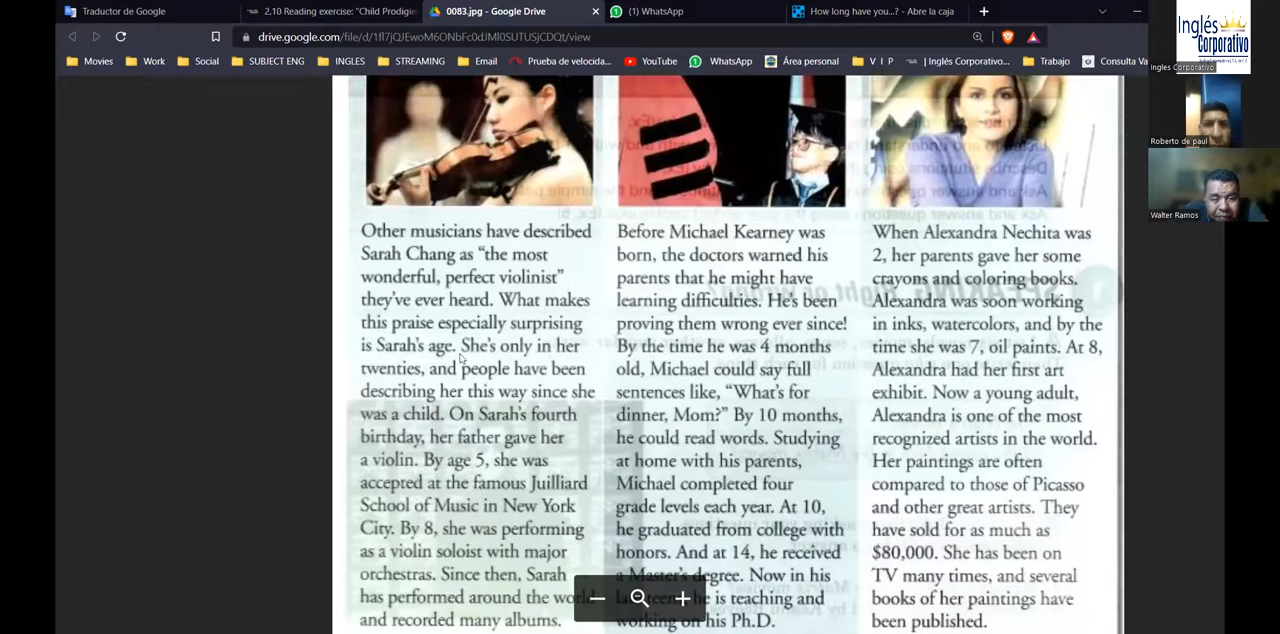 Traductor de Google
2.10 Reading exercise: "Child Prodigie
0083.jpg - Google Drive
(1) WhatsApp
How long have you...? - Abre la caja
drive.google.com/file/d/1fl7jQJEwoM6ONbFc0dJMl0SUTUSjCDQt/view
Movies Work Social SUBJECT ENG INGLES STREAMING Email Prueba de velocida... YouTube WhatsApp Área personal V I P | Inglés Corporativo... Trabajo Consulta Va
Inglés
Corporativo
Ingles Corporativo
Roberto de paul
Walter Ramos
Other musicians have described
Sarah Chang as "the most
wonderful, perfect violinist"
they've ever heard. What makes
this praise especially surprising
is Sarah's age. She's only in her
twenties, and people have been
describing her this way since she
was a child. On Sarah's fourth
birthday, her father gave her
a violin. By age 5, she was
accepted at the famous Juilliard
School of Music in New York
City. By 8, she was performing
as a violin soloist with major
orchestras. Since then, Sarah
has performed around the world
and recorded many albums.
Before Michael Kearney was
born, the doctors warned his
parents that he might have
learning difficulties. He's been
proving them wrong ever since!
By the time he was 4 months
old, Michael could say full
sentences like, "What's for
dinner, Mom?" By 10 months,
he could read words. Studying
at home with his parents,
Michael completed four
grade levels each year. At 10,
he graduated from college with
honors. And at 14, he received
a Master's degree. Now in his
he is teaching and
working on his Ph.D.
When Alexandra Nechita was
2, her parents gave her some
crayons and coloring books.
Alexandra was soon working
in inks, watercolors, and by the
time she was 7, oil paints. At 8,
Alexandra had her first art
exhibit. Now a young adult,
Alexandra is one of the most
recognized artists in the world.
Her paintings are often
compared to those of Picasso
and other great artists. They
have sold for as much as
$80,000. She has been on
TV many times, and several
books of her paintings have
been published.